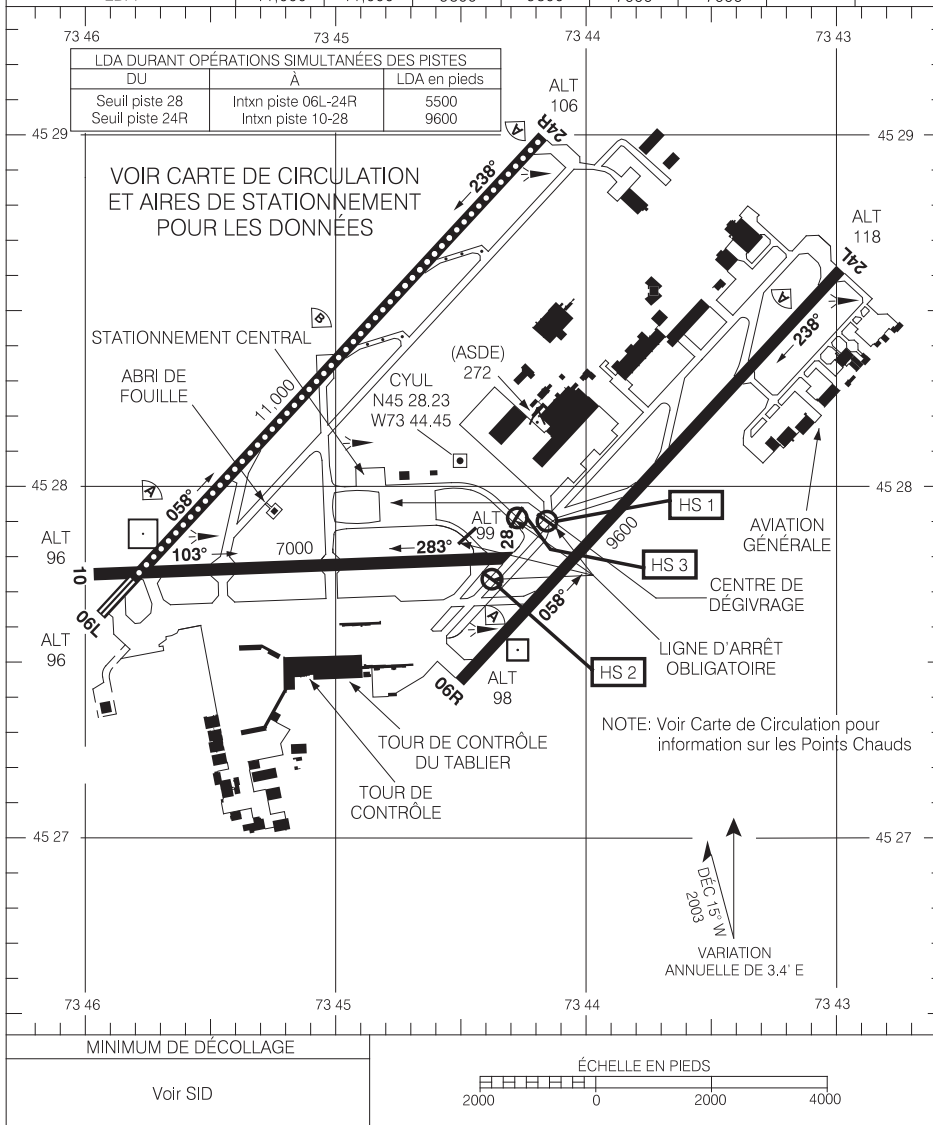 73 46
73 45
73 44
73 43
LDA DURANT OPÉRATIONS SIMULTANÉES DES PISTES
DU À LDA en pieds
Seuil piste 28 Intxn piste 06L-24R 5500
Seuil piste 24R Intxn piste 10-28 9600
ALT
106
24R
A
45 29
45 29
VOIR CARTE DE CIRCULATION
ET AIRES DE STATIONNEMENT
POUR LES DONNÉES
238°
ALT
118
24L
A
238°
B
STATIONNEMENT CENTRAL
ABRI DE
FOUILLE
11,000
(ASDE)
272
CYUL
N45 28.23
W73 44.45
45 28
45 28
A
058°
HS 1
AVIATION
GÉNÉRALE
ALT
96
103°
7000
283°
ALT
99
28
9600
HS 3
10
CENTRE DE
DÉGIVRAGE
06L
058°
A
ALT
96
LIGNE D'ARRÊT
OBLIGATOIRE
HS 2
06R
ALT
98
NOTE: Voir Carte de Circulation pour
information sur les Points Chauds
TOUR DE CONTRÔLE
DU TABLIER
TOUR DE
CONTRÔLE
45 27
45 27
DÉC 15° W
2003
VARIATION
ANNUELLE DE 3,4' E
73 46
73 45
73 44
73 43
MINIMUM DE DÉCOLLAGE
Voir SID
ÉCHELLE EN PIEDS
2000 0 2000 4000